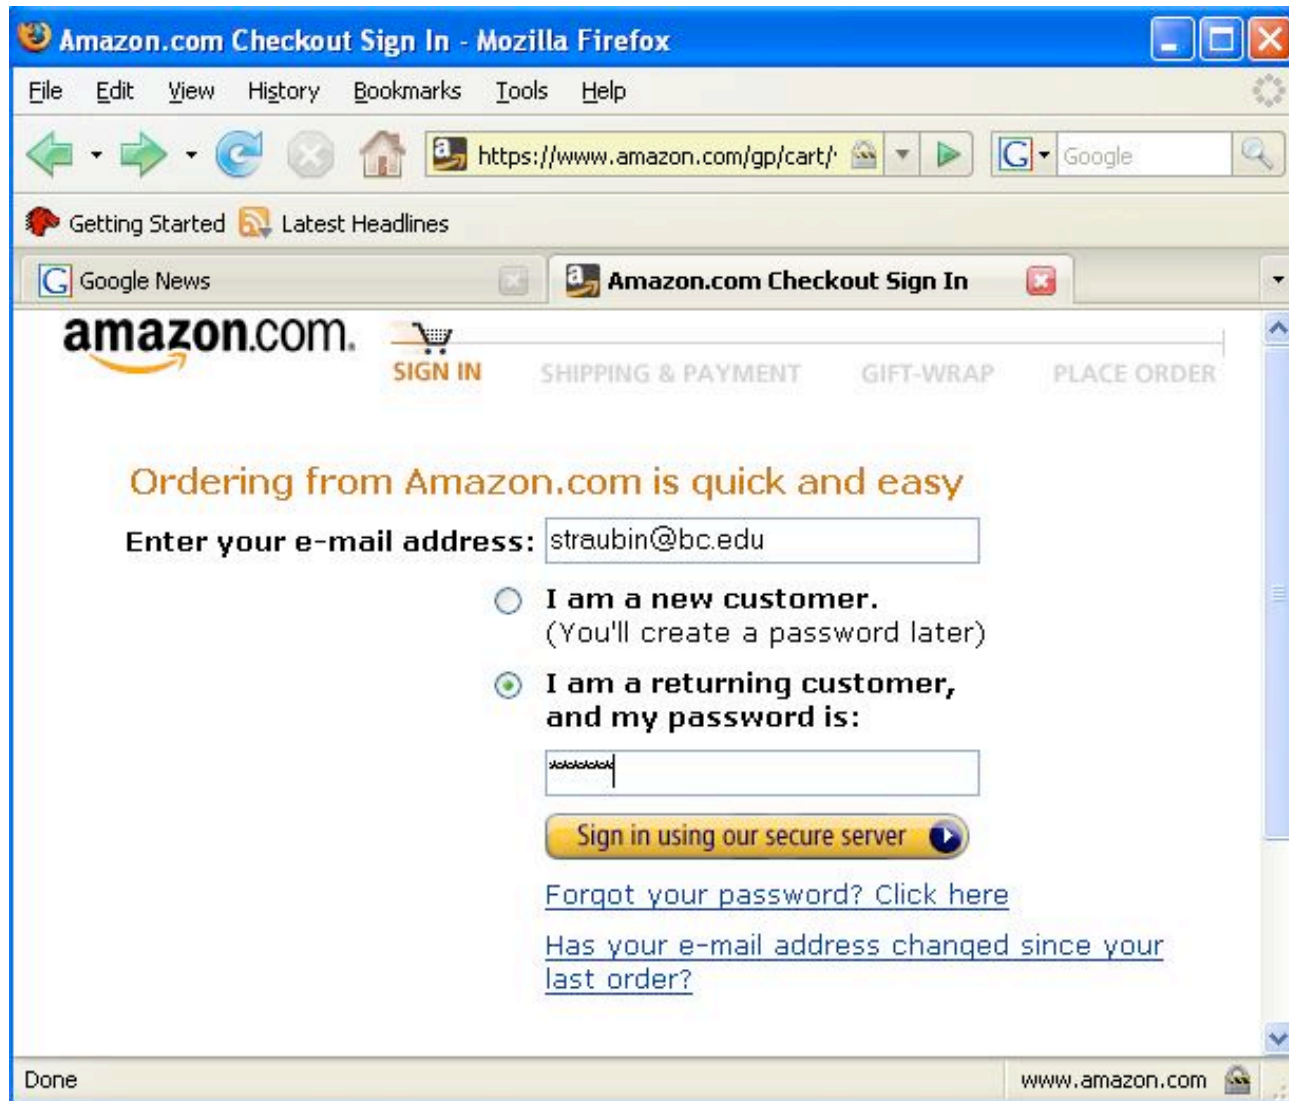 Amazon.com Checkout Sign In - Mozilla Firefox
File Edit View History Bookmarks Tools Help
https://www.amazon.com/gp/cart/ Google
Getting Started Latest Headlines
Google News Amazon.com Checkout Sign In
amazon.com.
SIGN IN SHIPPING & PAYMENT GIFT-WRAP PLACE ORDER
Ordering from Amazon.com is quick and easy
Enter your e-mail address: straubin@bc.edu
I am a new customer.
(You'll create a password later)
I am a returning customer,
and my password is:
*******
Sign in using our secure server
Forgot your password? Click here
Has your e-mail address changed since your
last order?
Done www.amazon.com